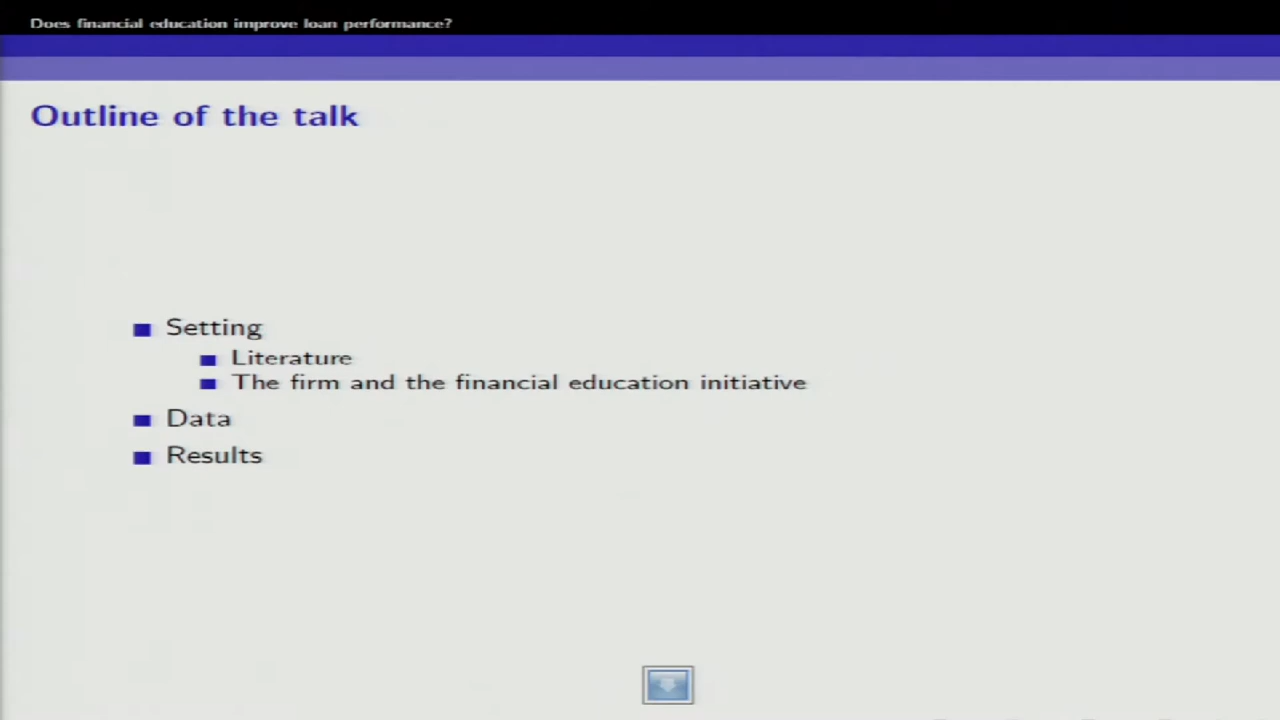 Does financial education improve loan performance?
Outline of the talk
Setting
Literature
The firm and the financial education initiative
Data
Results